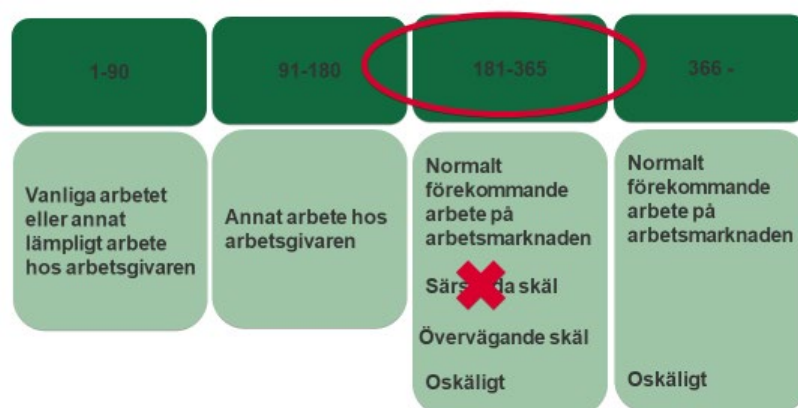 1-90
91-180
181-365
366 -
Vanliga arbetet
eller annat
lämpligt arbete
hos arbetsgivaren
Annat arbete hos
arbetsgivaren
Normalt
förekommande
arbete på
arbetsmarknaden
Särskilda skäl
Övervägande skäl
Oskäligt
Normalt
förekommande
arbete på
arbetsmarknaden
Oskäligt